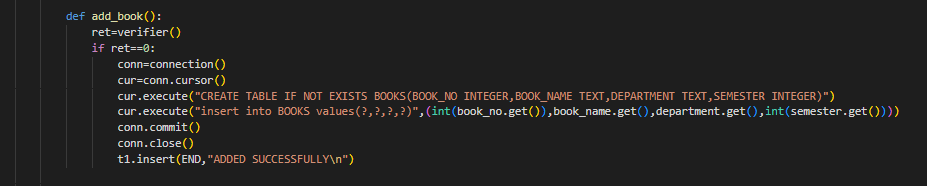 def add_book():
ret=verifier()
if ret==0:
conn=connection()
cur=conn.cursor()
cur.execute("CREATE TABLE IF NOT EXISTS BOOKS(BOOK_NO INTEGER,BOOK_NAME TEXT,DEPARTMENT TEXT,SEMESTER INTEGER)")
cur.execute("insert into BOOKS values(?,?,?,?)",(int(book_no.get()),book_name.get(),department.get(),int(semester.get())))
conn.commit()
conn.close()
t1.insert(END,"ADDED SUCCESSFULLY\n")